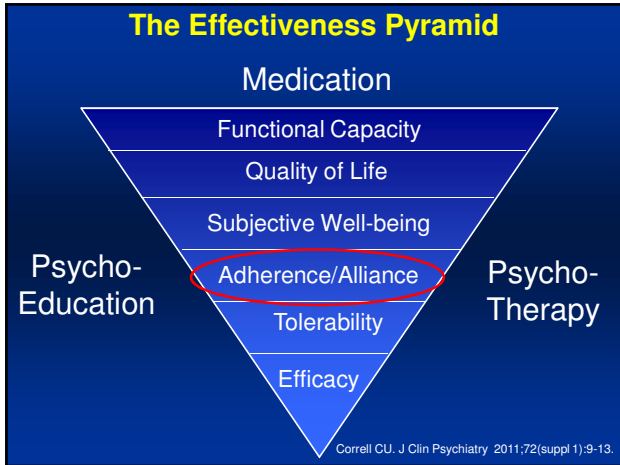 The Effectiveness Pyramid
Medication
Functional Capacity
Quality of Life
Subjective Well-being
Psycho-
Education
Adherence/Alliance
Psycho-
Therapy
Tolerability
Efficacy
Correll CU. J Clin Psychiatry 2011;72(suppl 1):9-13.